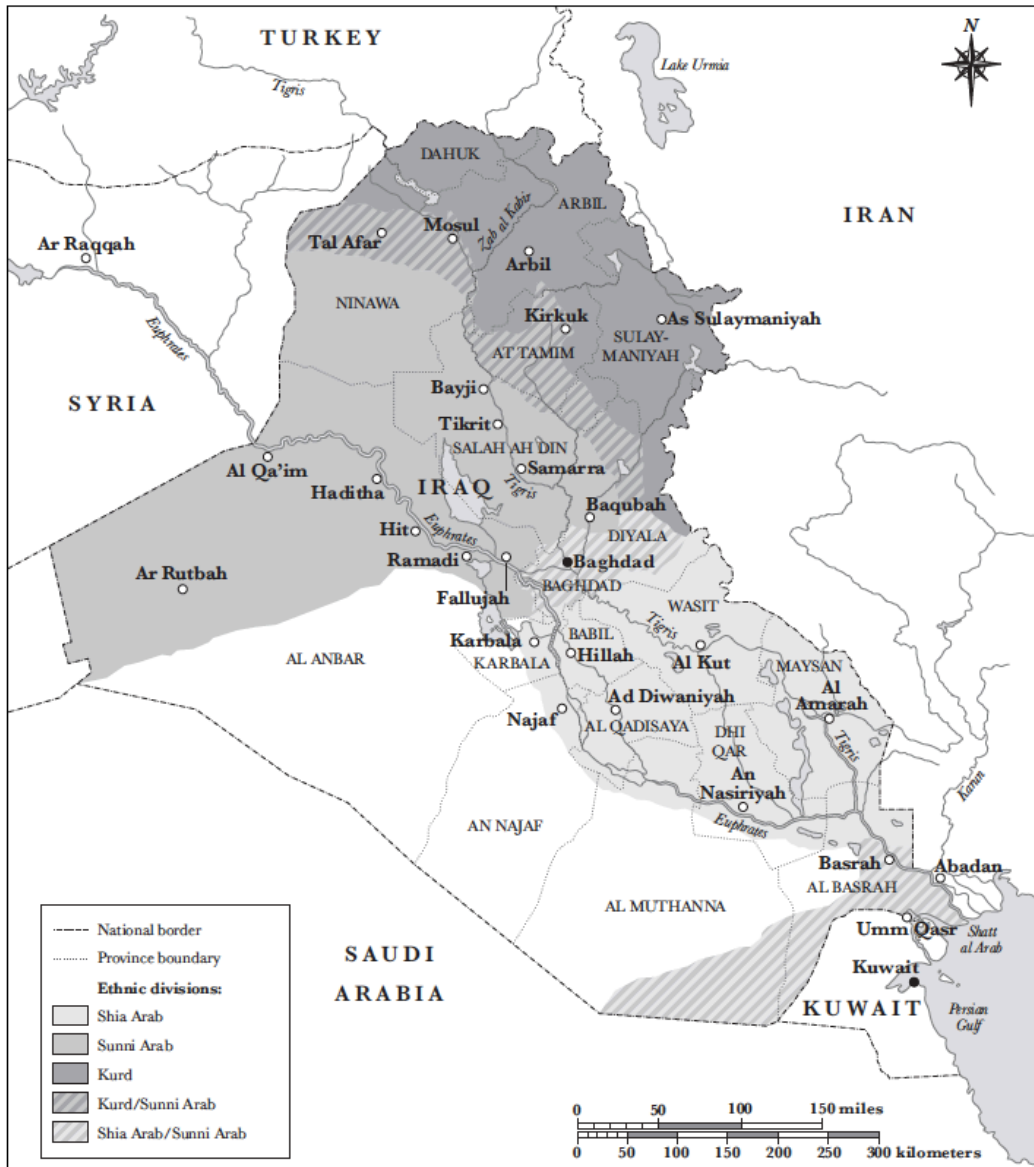 TURKEY
Tigris
Lake Urmia
DAHUK
ARBIL
IRAN
Zab al Kabir
Mosul
Tal Afar
Ar Raqqah
Arbil
NINAWA
Kirkuk
As Sulaymaniyah
Euphrates
AT TAMIM
SULAY-
MANIYAH
Bayji
SYRIA
Tikrit
SALAH AH DIN
Al Qa'im
Samarra
Haditha
IRAQ
Tigris
Baqubah
Hit
Euphrates
DIYALA
Ramadi
Baghdad
Ar Rutbah
BAGHDAD
Fallujah
WASIT
Tigris
Karbala
BABIL
Hillah
AL ANBAR
KARBALA
Al Kut
MAYSAN
Al
Amarah
Ad Diwaniyah
Najaf
AL QADISAYA
DHI
QAR
Tigris
An
Nasiriyah
Karun
AN NAJAF
Euphrates
Basrah
Abadan
AL BASRAH
AL MUTHANNA
Umm Qasr
Shatt
al Arab
SAUDI
ARABIA
Kuwait
KUWAIT
Persian
Gulf
National border
Province boundary
Ethnic divisions:
Shia Arab
Sunni Arab
Kurd
Kurd/Sunni Arab
Shia Arab/Sunni Arab
0 50 100 150 miles
0 50 100 150 200 250 300 kilometers